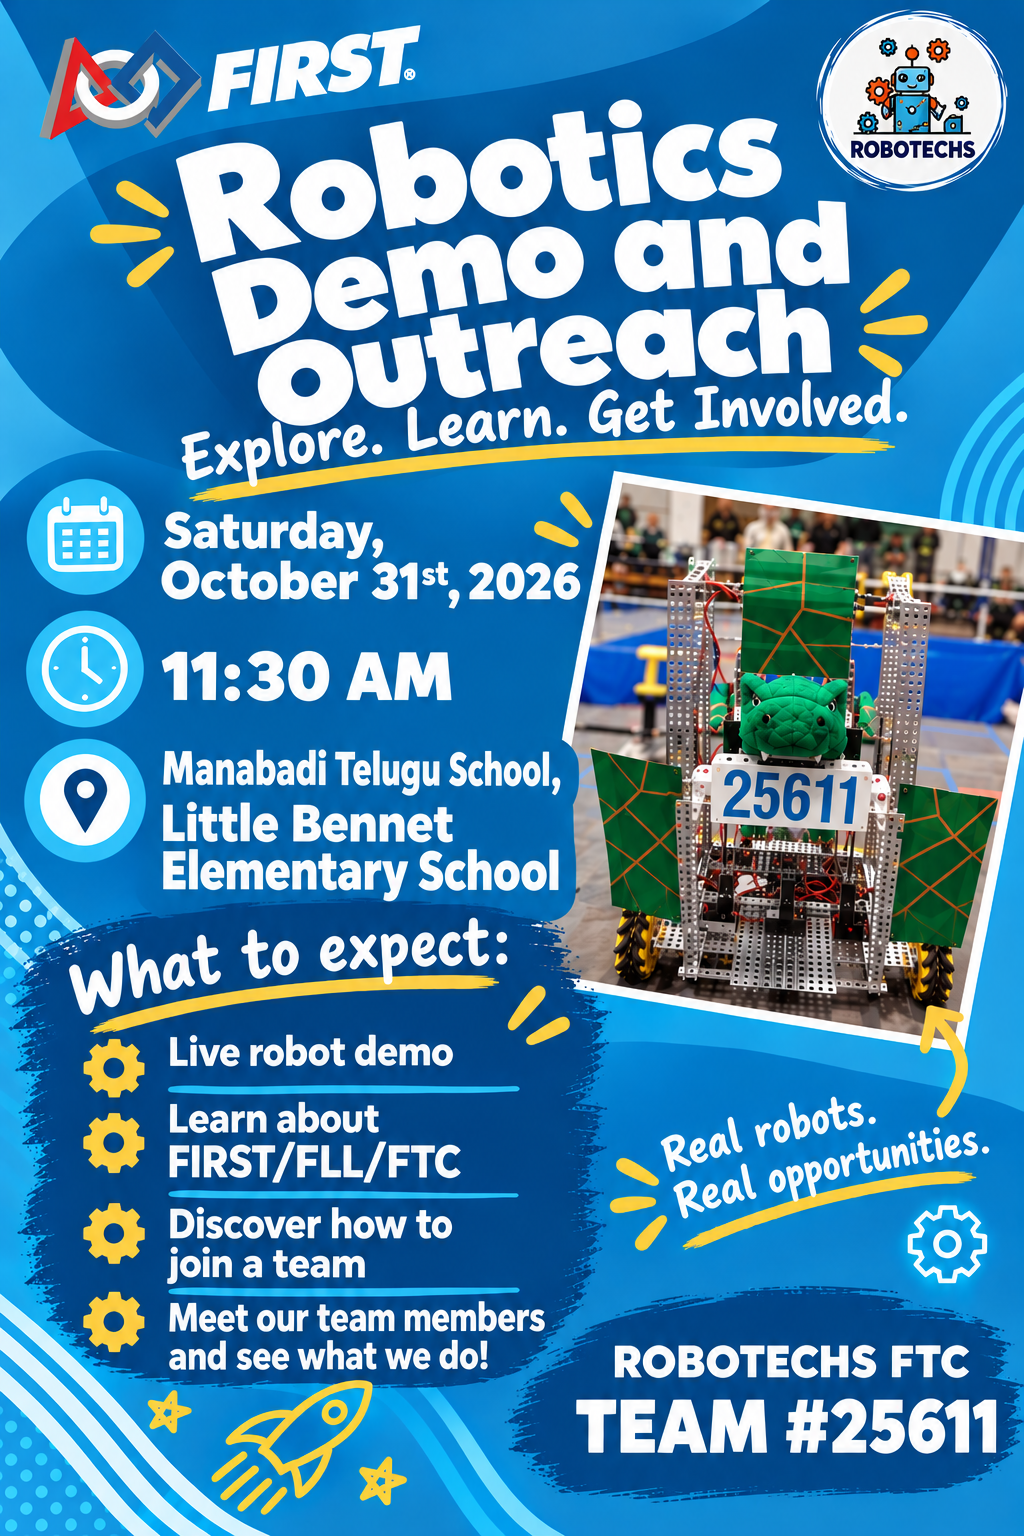 FIRST®
ROBOTECHS
Robotics
Demo and
Outreach
Explore. Learn. Get Involved.
Saturday,
October 31st, 2026
11:30 AM
Manabadi Telugu School,
Little Bennet
Elementary School
25611
What to expect:
Live robot demo
Learn about
FIRST/FLL/FTC
Discover how to
join a team
Meet our team members
and see what we do!
Real robots.
Real opportunities.
ROBOTECHS FTC
TEAM #25611